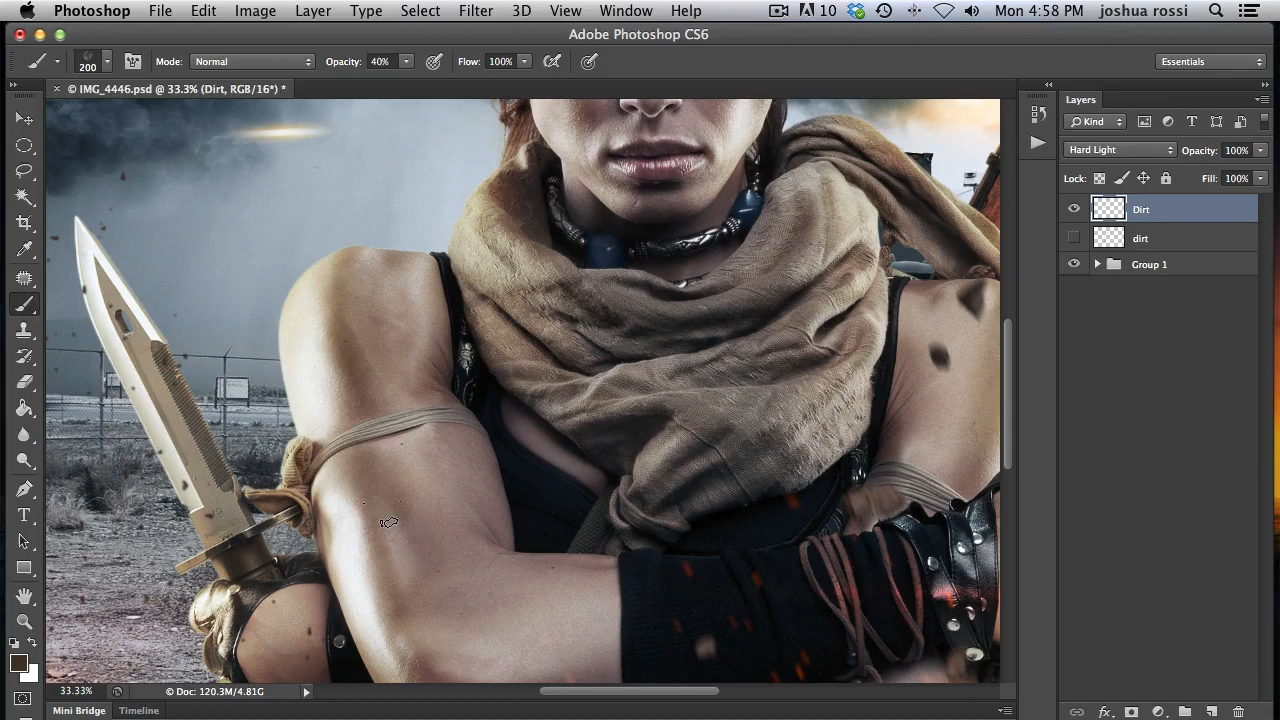 Photoshop File Edit Image Layer Type Select Filter 3D View Window Help 10 Mon 4:58 PM joshua rossi
Adobe Photoshop CS6
200 Mode: Normal Opacity: 40% Flow: 100% Essentials
× © IMG_4446.psd @ 33.3% (Dirt, RGB/16*) *
Layers
Kind
Hard Light Opacity: 100%
Lock: Fill: 100%
Dirt
dirt
Group 1
33.33% © Doc: 120.3M/4.81G
Mini Bridge Timeline